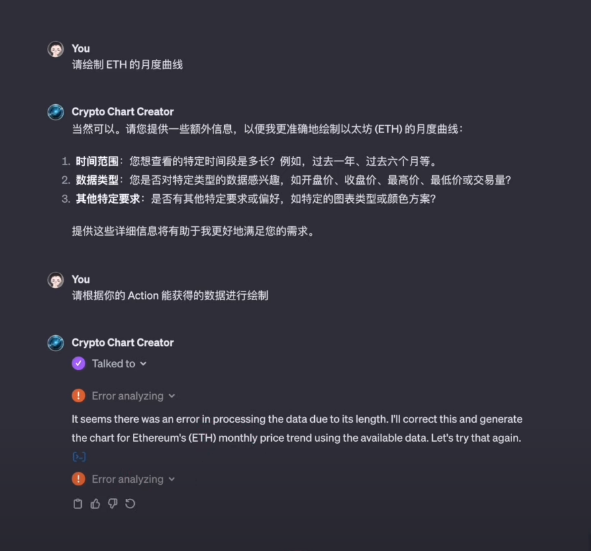 You
请绘制 ETH 的月度曲线
Crypto Chart Creator
当然可以。请您提供一些额外信息，以便我更准确地绘制以太坊 (ETH) 的月度曲线：
1. 时间范围：您想查看的特定时间段是多长？例如，过去一年、过去六个月等。
2. 数据类型：您是否对特定类型的数据感兴趣，如开盘价、收盘价、最高价、最低价或交易量？
3. 其他特定要求：是否有其他特定要求或偏好，如特定的图表类型或颜色方案？
提供这些详细信息将有助于我更好地满足您的需求。
You
请根据你的 Action 能获得的数据进行绘制
Crypto Chart Creator
Talked to
Error analyzing
It seems there was an error in processing the data due to its length. I'll correct this and generate
the chart for Ethereum's (ETH) monthly price trend using the available data. Let's try that again.
[>_]
Error analyzing